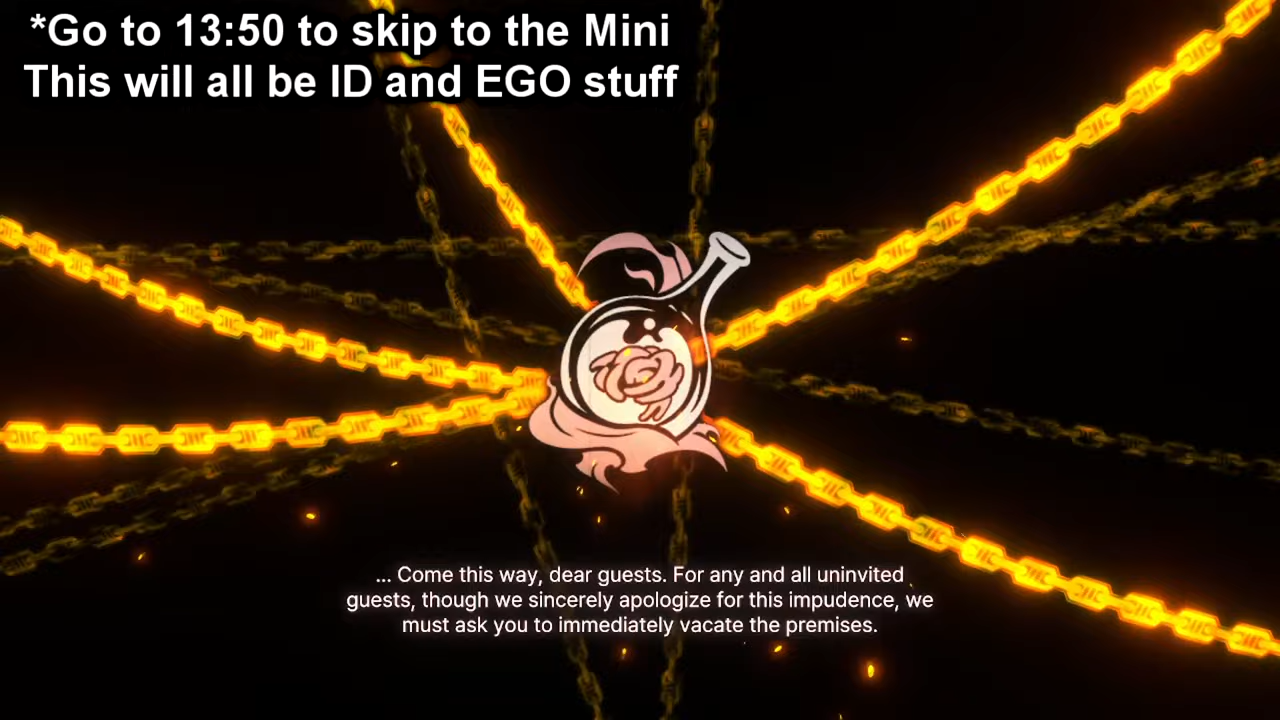 *Go to 13:50 to skip to the Mini
This will all be ID and EGO stuff
... Come this way, dear guests. For any and all uninvited
guests, though we sincerely apologize for this impudence, we
must ask you to immediately vacate the premises.